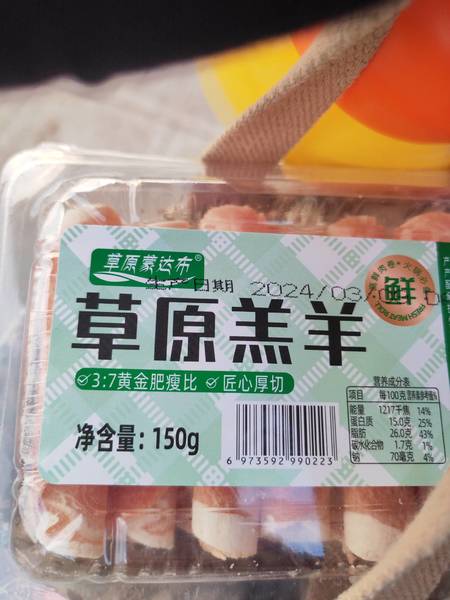 草原蒙达布
日期 2024/03/
鲜
FRESH MEAT ROLL
草原羔羊
3:7黄金肥瘦比 匠心厚切
净含量:150g
6 973592 990223
营养成分表
项目 每100克 营养素参考值%
能量 1217千焦 14%
蛋白质 15.0克 25%
脂肪 26.0克 43%
碳水化合物 1.7克 1%
钠 70毫克 4%